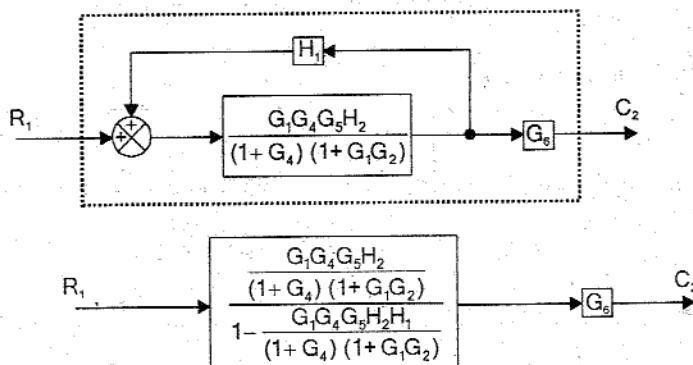 H₁
+
R₁
+
G₁G₄G₅H₂
(1+ G₄) (1+ G₁G₂)
G₆
C₂
G₁G₄G₅H₂
(1+ G₄) (1+ G₁G₂)
R₁
1- G₁G₄G₅H₂H₁
(1+ G₄) (1+ G₁G₂)
G₆
C₂